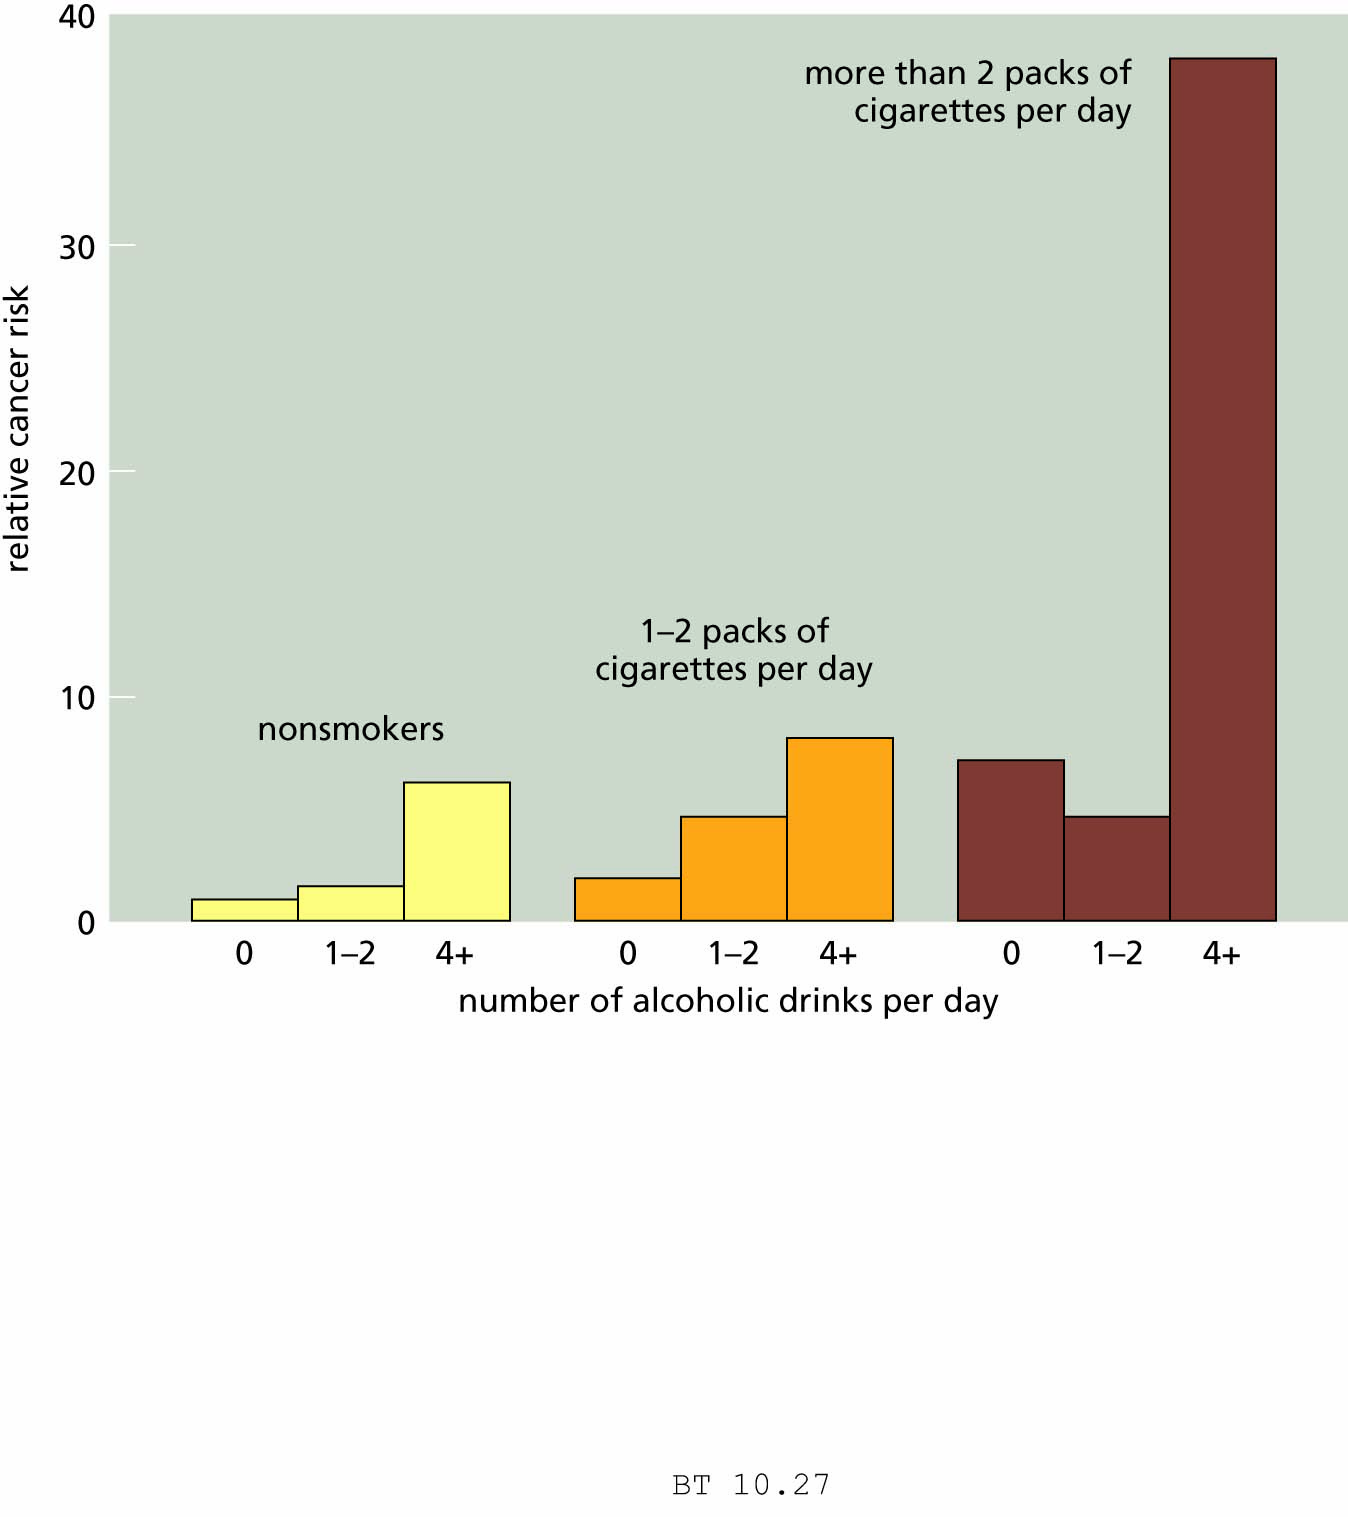 40
more than 2 packs of
cigarettes per day
30
relative cancer risk
20
1–2 packs of
cigarettes per day
10
nonsmokers
0
0 1–2 4+ 0 1–2 4+ 0 1–2 4+
number of alcoholic drinks per day
BT 10.27